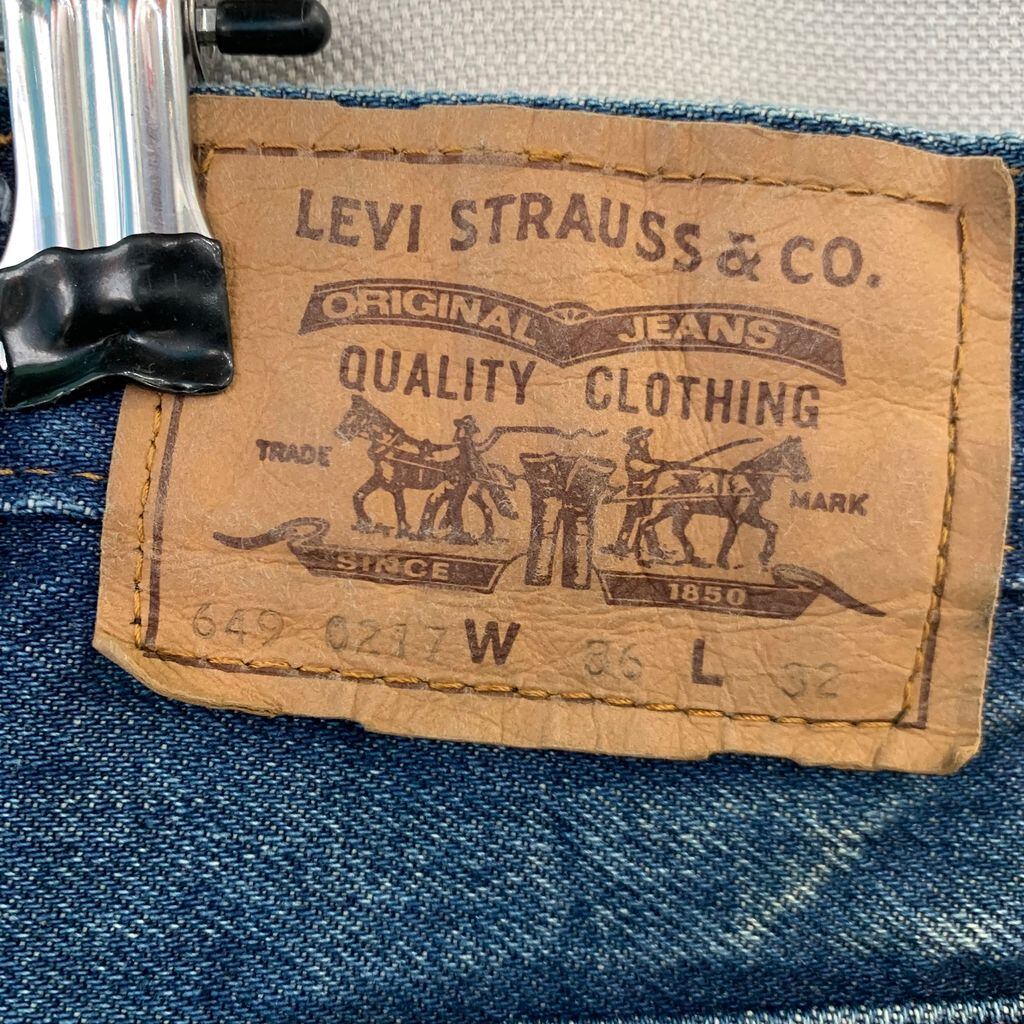 LEVI STRAUSS & CO.
ORIGINAL JEANS
QUALITY CLOTHING
TRADE MARK
SINCE 1850
649 0217 W 36 L 32